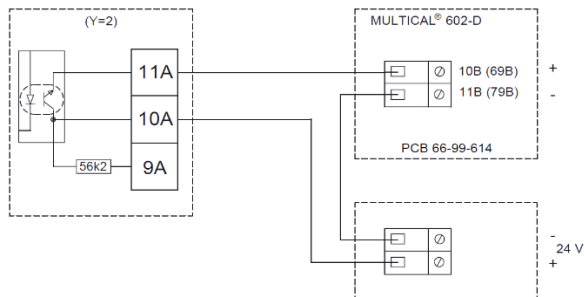 (Y=2)
11A
10A
9A
56k2
MULTICAL® 602-D
10B (69B) +
11B (79B) -
PCB 66-99-614
-
24 V
+